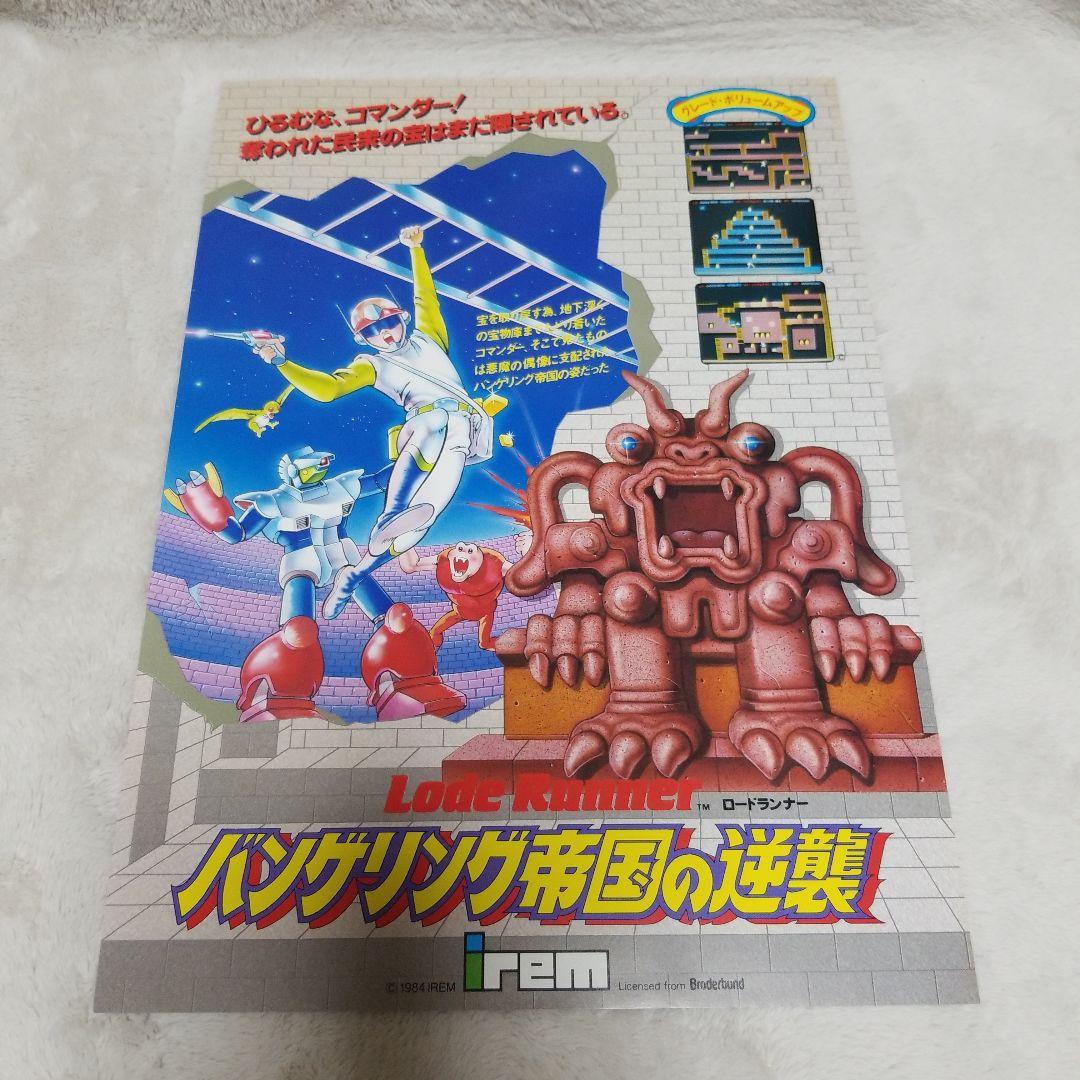 ひるむな、コマンダー!
奪われた民衆の宝はまだ隠されている。
グレード・ボリュームアップ
宝を取り戻す為、地下深く
の宝物庫までたどり着いた
コマンダー、そこで見たもの
は悪魔の偶像に支配された
バンゲリング帝国の姿だった
Lode Runner TM ロードランナー
バンゲリング帝国の逆襲
© 1984 IREM irem Licensed from Brøderbund